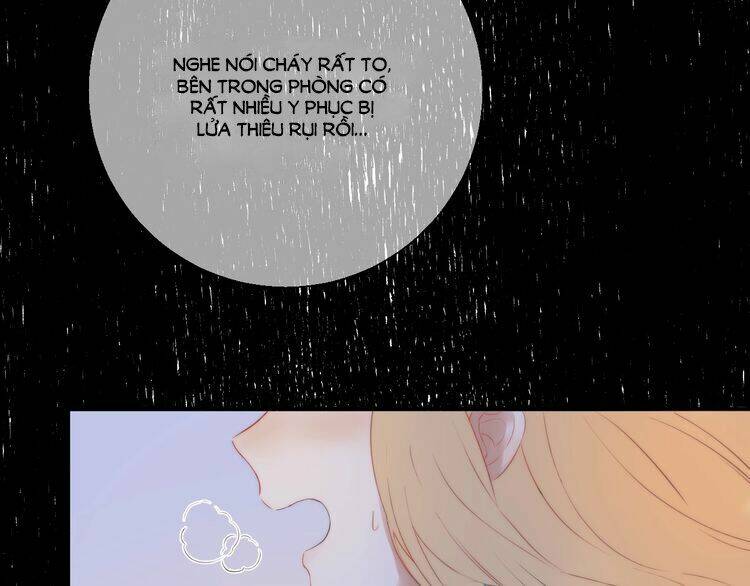 NGHE NÓI CHÁY RẤT TO,
BÊN TRONG PHÒNG CÓ
RẤT NHIỀU Y PHỤC BỊ
LỬA THIÊU RỤI RỒI...